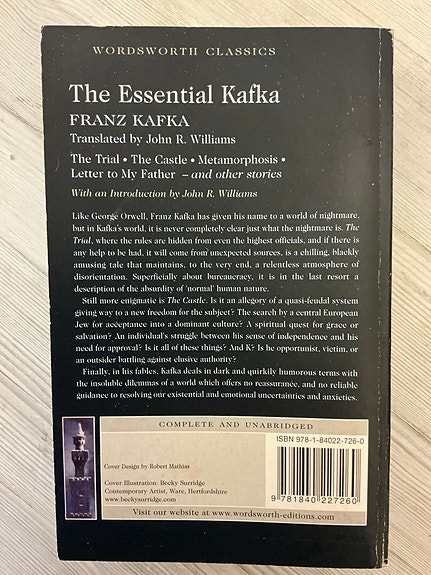 WORDSWORTH CLASSICS
The Essential Kafka
FRANZ KAFKA
Translated by John R. Williams
The Trial • The Castle • Metamorphosis •
Letter to My Father – and other stories
With an Introduction by John R. Williams
Like George Orwell, Franz Kafka has given his name to a world of nightmare,
but in Kafka's world, it is never completely clear just what the nightmare is. The
Trial, where the rules are hidden from even the highest officials, and if there is
any help to be had, it will come from unexpected sources, is a chilling, blackly
amusing tale that maintains, to the very end, a relentless atmosphere of
disorientation. Superficially about bureaucracy, it is in the last resort a
description of the absurdity of 'normal' human nature.
Still more enigmatic is The Castle. Is it an allegory of a quasi-feudal system
giving way to a new freedom for the subject? The search by a central European
Jew for acceptance into a dominant culture? A spiritual quest for grace or
salvation? An individual's struggle between his sense of independence and his
need for approval? Is it all of these things? And K? Is he opportunist, victim, or
an outsider battling against elusive authority?
Finally, in his fables, Kafka deals in dark and quirkily humorous terms with
the insoluble dilemmas of a world which offers no reassurance, and no reliable
guidance to resolving our existential and emotional uncertainties and anxieties.
COMPLETE AND UNABRIDGED
ISBN 978-1-84022-726-0
Cover Design by Robert Mathias
Cover Illustration: Becky Surridge
Contemporary Artist, Ware, Hertfordshire
www.beckysurridge.com
9 781840 227260
Visit our website at www.wordsworth-editions.com